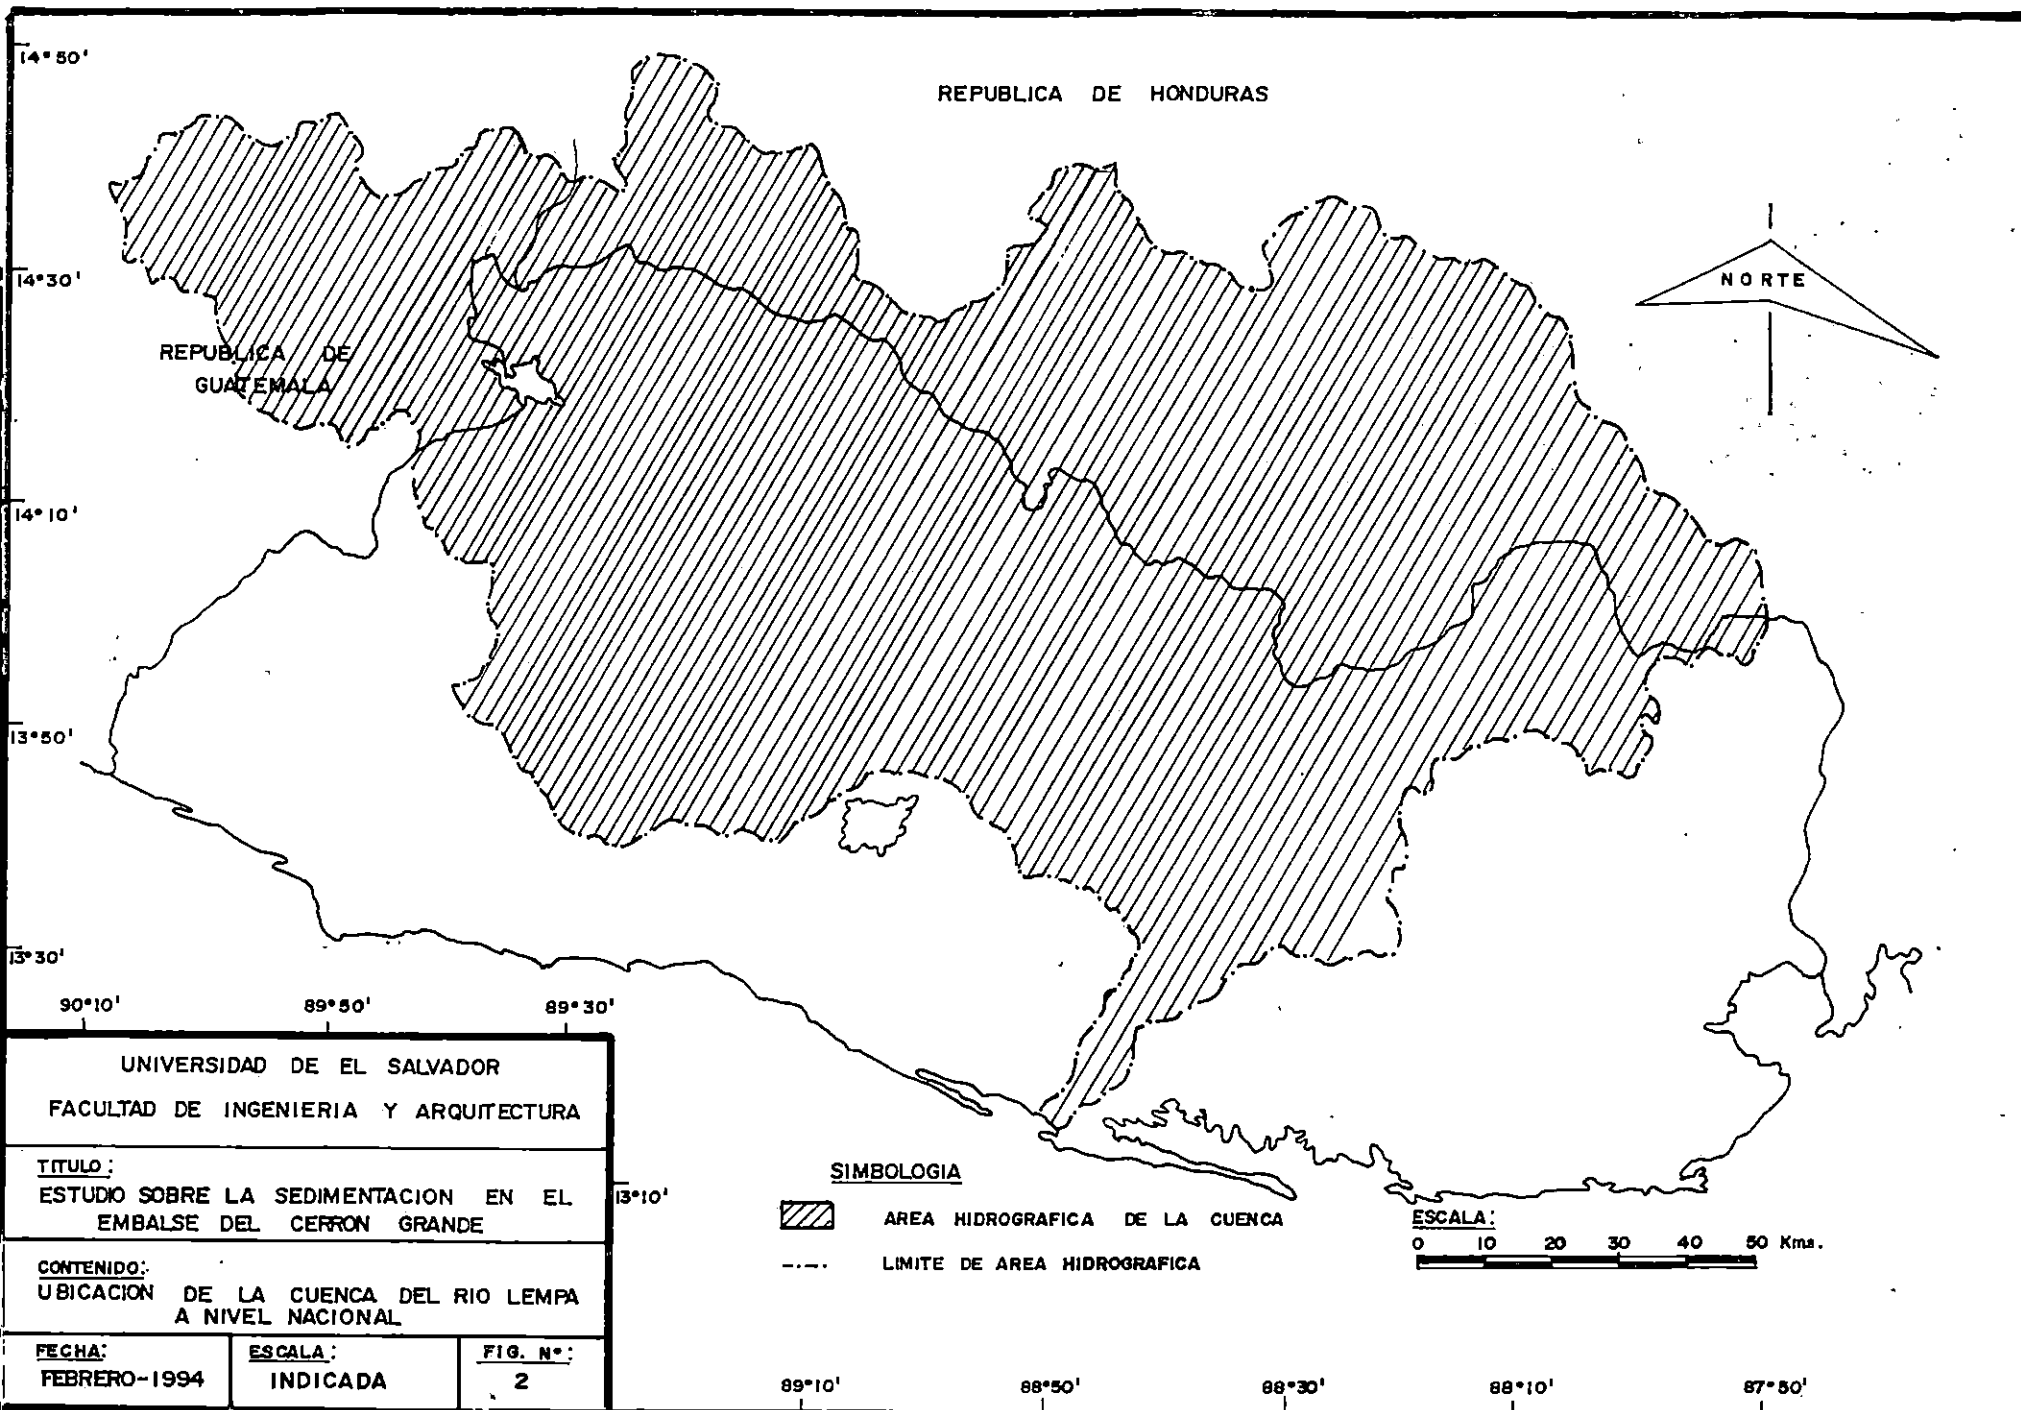 14°50'
REPUBLICA DE HONDURAS
14°30'
NORTE
REPUBLICA DE
GUATEMALA
14°10'
13°50'
13°30'
90°10' 89°50' 89°30'
UNIVERSIDAD DE EL SALVADOR
FACULTAD DE INGENIERIA Y ARQUITECTURA
TITULO:
ESTUDIO SOBRE LA SEDIMENTACION EN EL
EMBALSE DEL CERRON GRANDE
CONTENIDO:
UBICACION DE LA CUENCA DEL RIO LEMPA
A NIVEL NACIONAL
FECHA:
FEBRERO-1994
ESCALA:
INDICADA
FIG. Nº:
2
13°10'
SIMBOLOGIA
AREA HIDROGRAFICA DE LA CUENCA
LIMITE DE AREA HIDROGRAFICA
ESCALA:
0 10 20 30 40 50 Kms.
89°10' 88°50' 88°30' 88°10' 87°50'